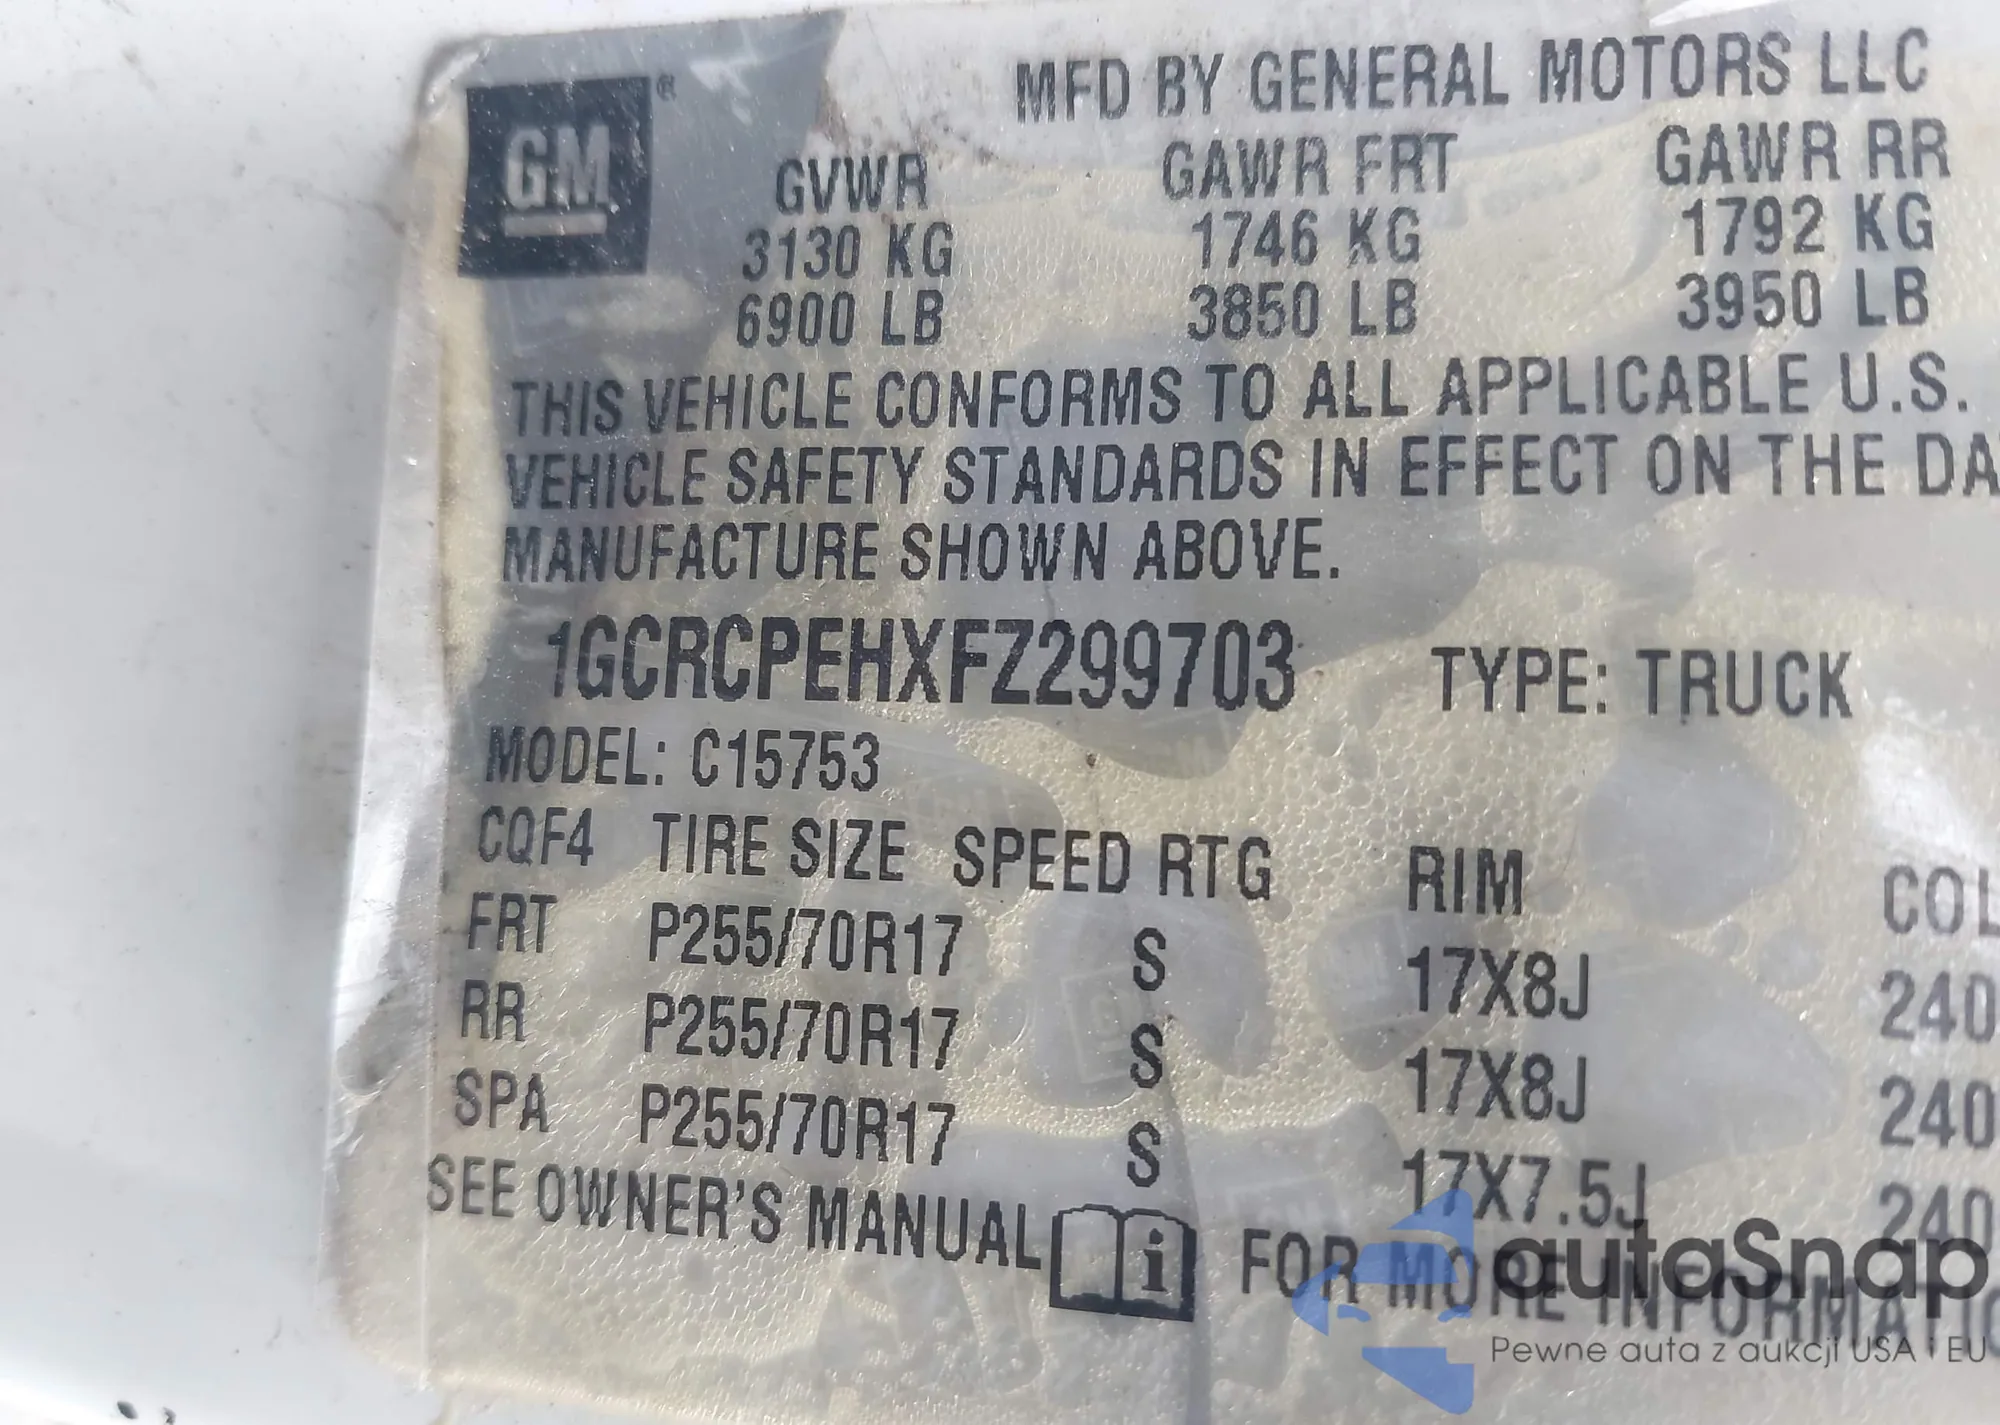 GM ®
MFD BY GENERAL MOTORS LLC
GVWR GAWR FRT GAWR RR
3130 KG 1746 KG 1792 KG
6900 LB 3850 LB 3950 LB
THIS VEHICLE CONFORMS TO ALL APPLICABLE U.S.
VEHICLE SAFETY STANDARDS IN EFFECT ON THE DA
MANUFACTURE SHOWN ABOVE.
1GCRCPEHXFZ299703 TYPE: TRUCK
MODEL: C15753
CQF4 TIRE SIZE SPEED RTG RIM COL
FRT P255/70R17 S 17X8J 240
RR P255/70R17 S 17X8J 240
SPA P255/70R17 S 17X7.5J 240
SEE OWNER'S MANUAL i FOR MORE INFORMATIO
autaSnap
Pewne auta z aukcji USA i EU